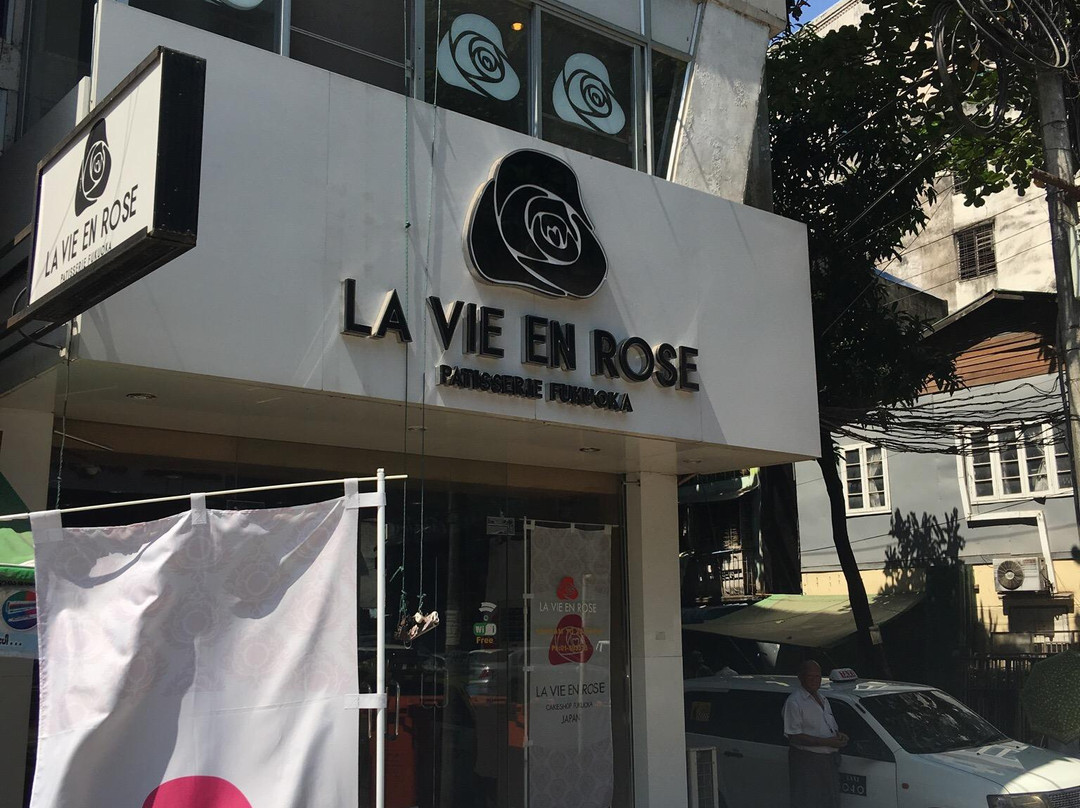 LA VIE EN ROSE
PATISSERIE FUKUOKA
LA VIE EN ROSE
PATISSERIE FUKUOKA
Wi
Free
LA VIE EN ROSE
LA VIE EN ROSE
CAKESHOP FUKUOKA
JAPAN